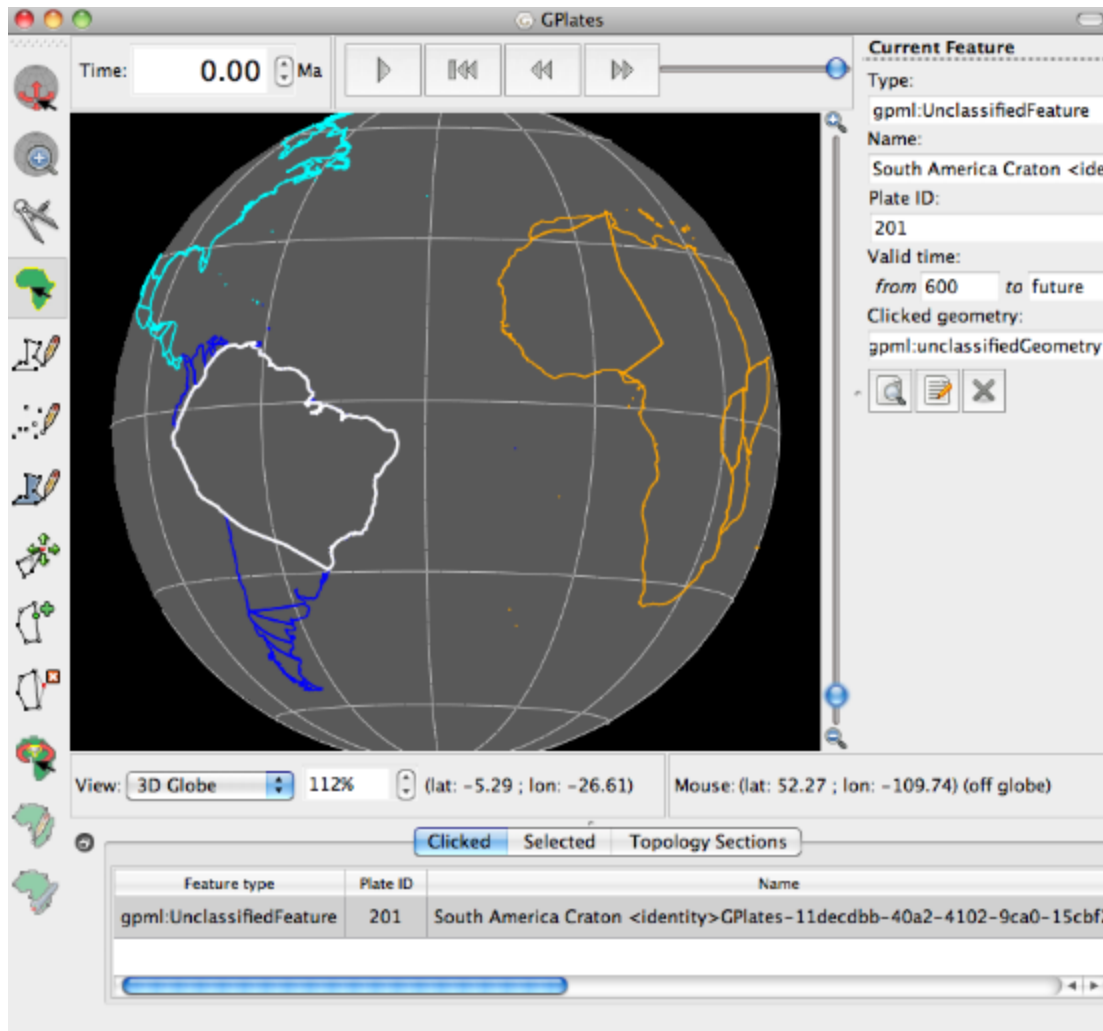 GPlates
Time: 0.00 Ma
Current Feature
Type:
gpml:UnclassifiedFeature
Name:
South America Craton <ide
Plate ID:
201
Valid time:
from 600 to future
Clicked geometry:
gpml:unclassifiedGeometry
View: 3D Globe 112% (lat: -5.29 ; lon: -26.61) Mouse: (lat: 52.27 ; lon: -109.74) (off globe)
Clicked Selected Topology Sections
Feature type Plate ID Name
gpml:UnclassifiedFeature 201 South America Craton <identity>GPlates-11decdbb-40a2-4102-9ca0-15cbf